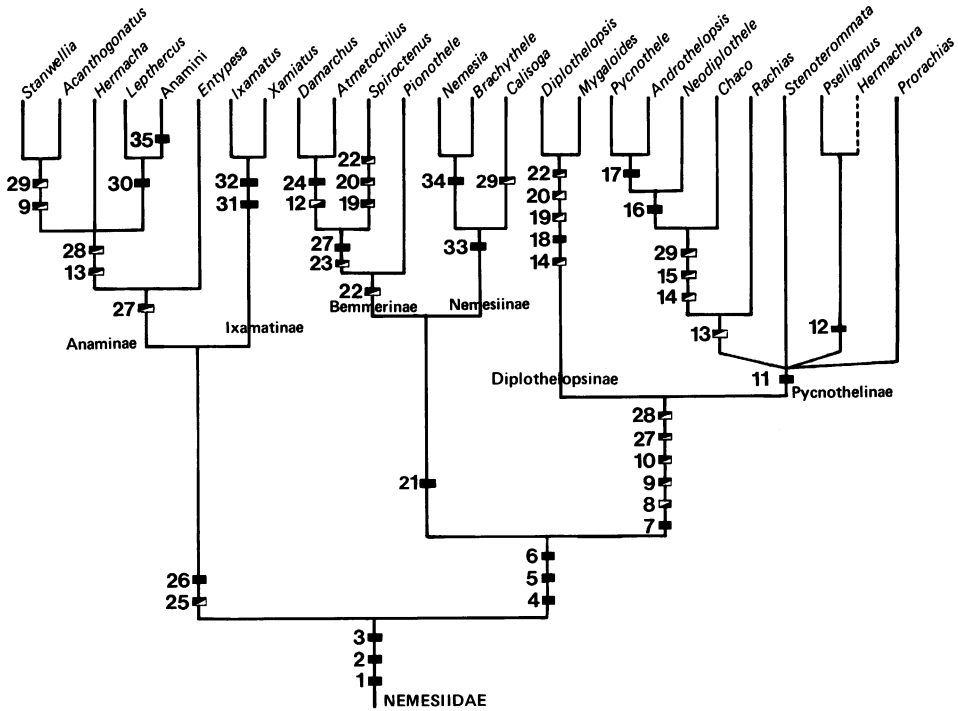 Stanwellia
Acanthogonatus
Hermacha
Lepthercus
Anamini
Entypesa
Ixamatus
Xamiatus
Damarchus
Atmetochilus
Spiroctenus
Pionothele
Nemesia
Brachythele
Calisoga
Diplothelopsis
Mygaloides
Pycnothele
Androthelopsis
Neodiplothele
Chaco
Rachias
Stenoterommata
Pselligmus
Hermachura
Prorachias
35
22
29
30
32
24
20
34
29
22
17
9
31
12
19
20
16
19
28
27
33
18
29
13
23
14
15
27
22
14
Bemmerinae
Nemesiinae
Ixamatinae
13
12
Anaminae
Diplothelopsinae
11
Pycnothelinae
28
27
10
21
9
8
7
6
26
5
25
4
3
2
1
NEMESIIDAE